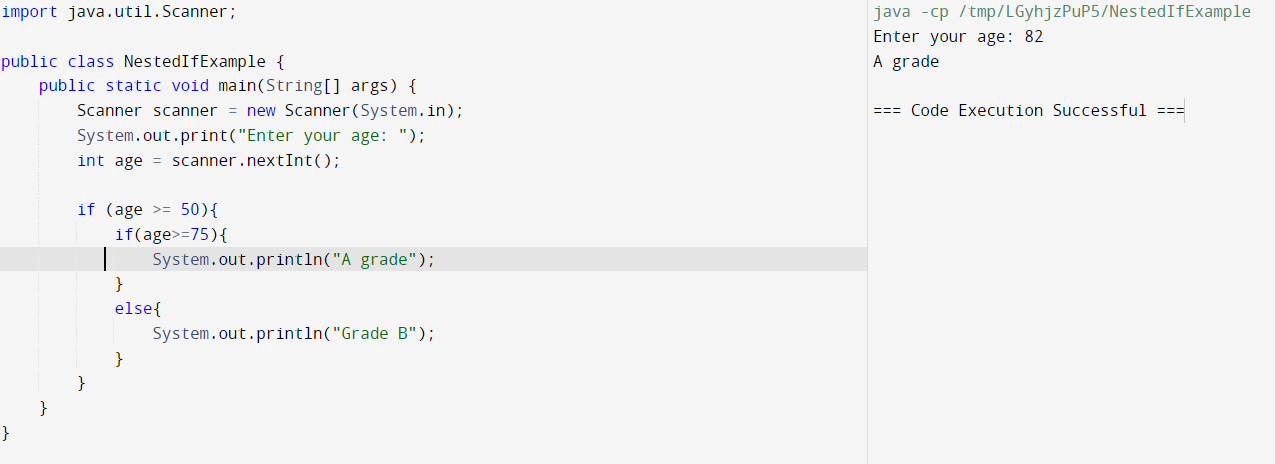 import java.util.Scanner;
public class NestedIfExample {
public static void main(String[] args) {
Scanner scanner = new Scanner(System.in);
System.out.print("Enter your age: ");
int age = scanner.nextInt();
if (age >= 50){
if(age>=75){
System.out.println("A grade");
}
else{
System.out.println("Grade B");
}
}
}
}
java -cp /tmp/LGyhjzPuP5/NestedIfExample
Enter your age: 82
A grade
=== Code Execution Successful ===